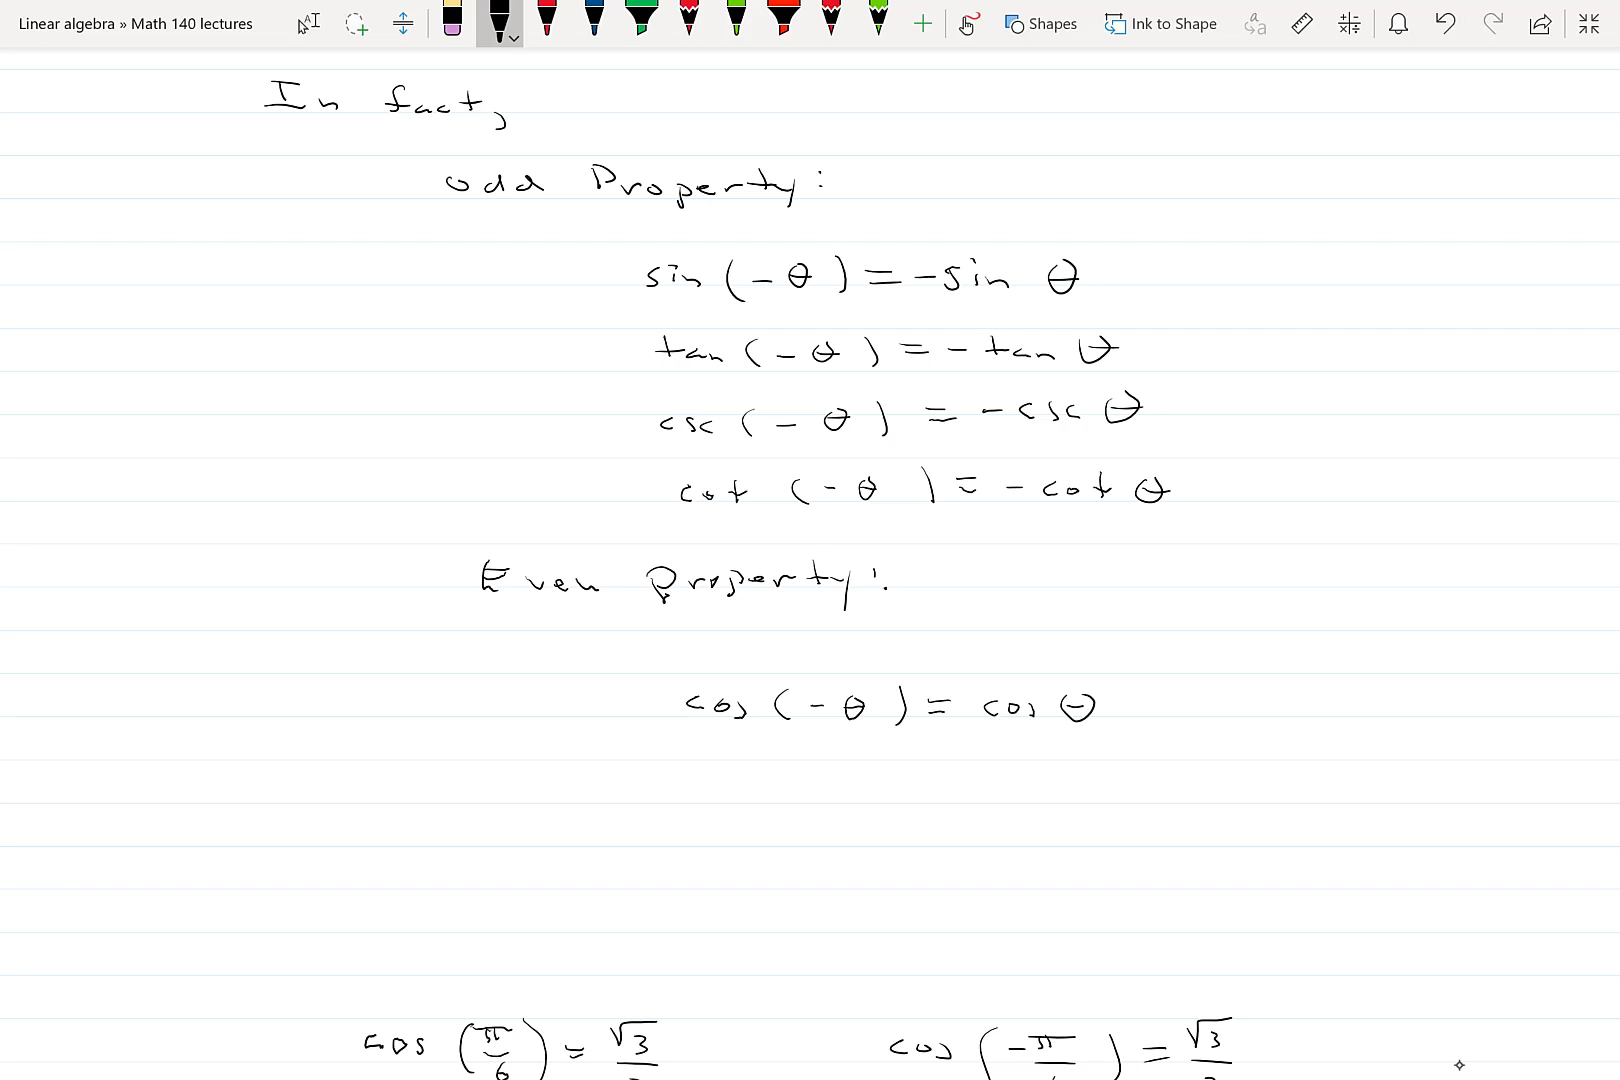 Linear algebra » Math 140 lectures Shapes Ink to Shape
In fact,
odd Property:
sin (-θ) = -sin θ
tan (-θ) = - tan θ
csc (-θ) = -csc θ
cot (-θ) = - cot θ
Even Property:
cos (-θ) = cos θ
cos (π/6) = √3 cos (-π ) = √3